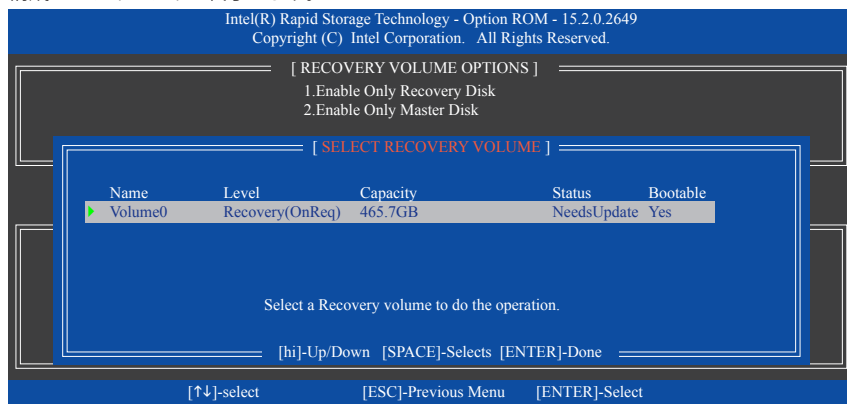 Intel(R) Rapid Storage Technology - Option ROM - 15.2.0.2649
Copyright (C) Intel Corporation. All Rights Reserved.
[ RECOVERY VOLUME OPTIONS ]
1.Enable Only Recovery Disk
2.Enable Only Master Disk
[ SELECT RECOVERY VOLUME ]
Name Level Capacity Status Bootable
Volume0 Recovery(OnReq) 465.7GB NeedsUpdate Yes
Select a Recovery volume to do the operation.
[hi]-Up/Down [SPACE]-Selects [ENTER]-Done
[↑↓]-select [ESC]-Previous Menu [ENTER]-Select